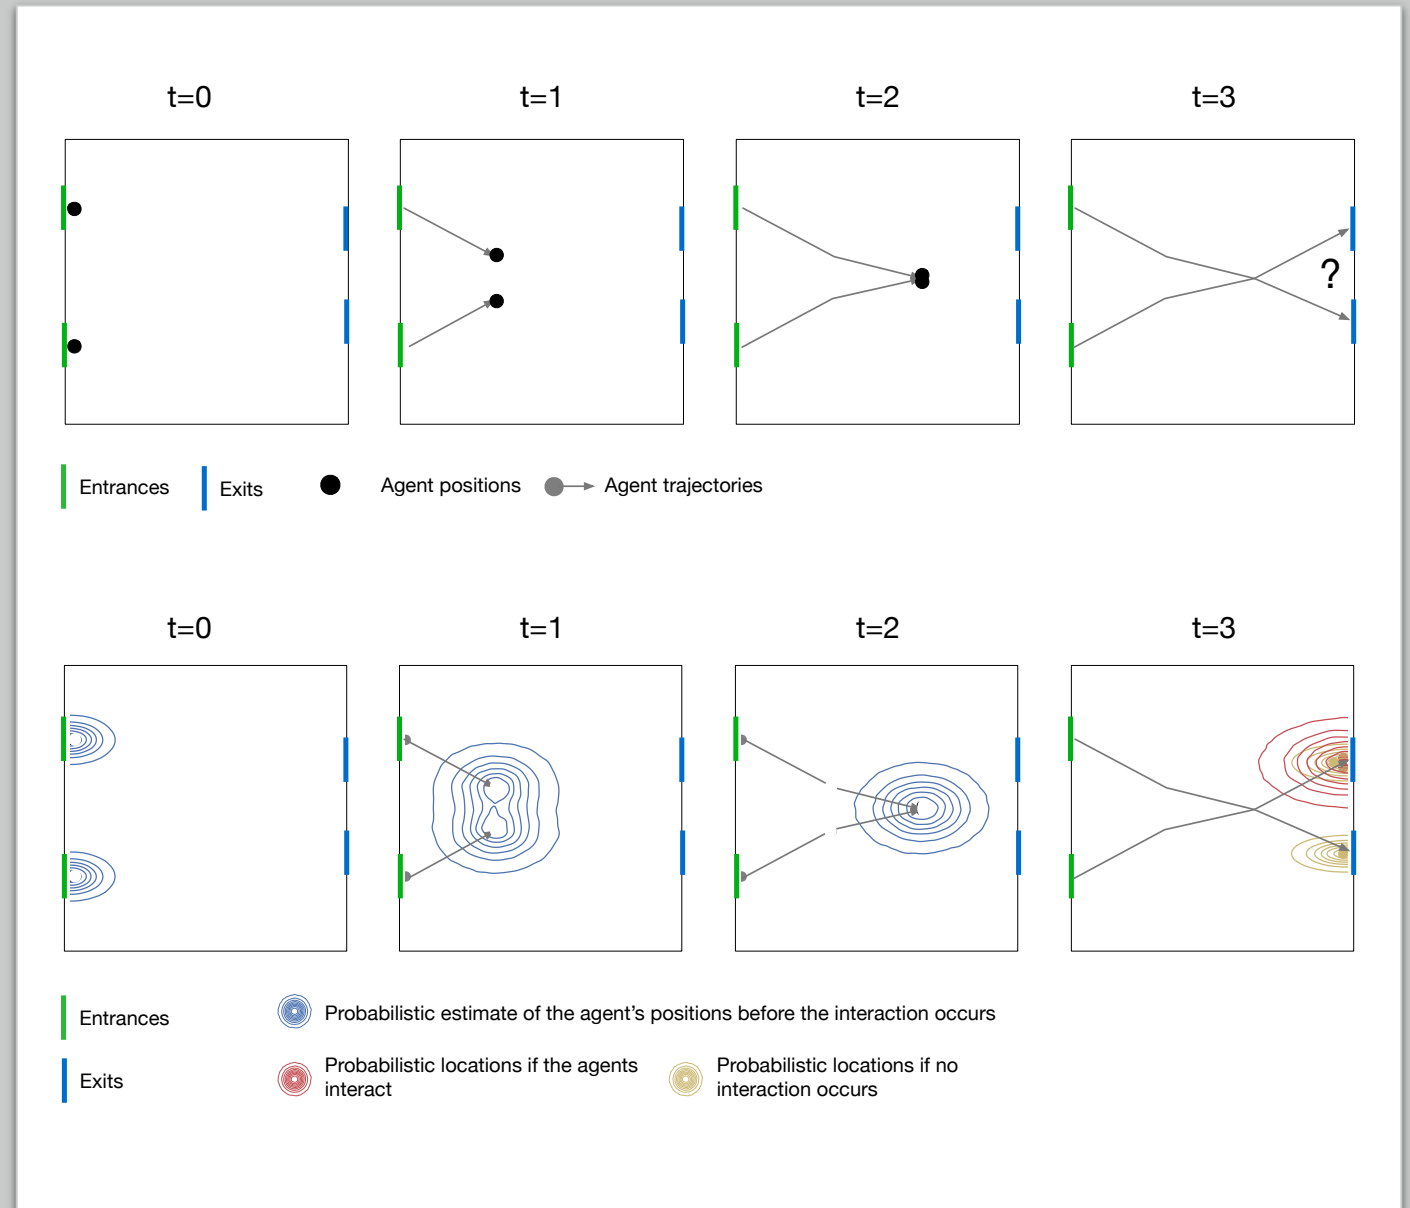 t=0 t=1 t=2 t=3
?
Entrances Exits Agent positions Agent trajectories
t=0 t=1 t=2 t=3
Entrances
Probabilistic estimate of the agent's positions before the interaction occurs
Exits
Probabilistic locations if the agents
interact
Probabilistic locations if no
interaction occurs